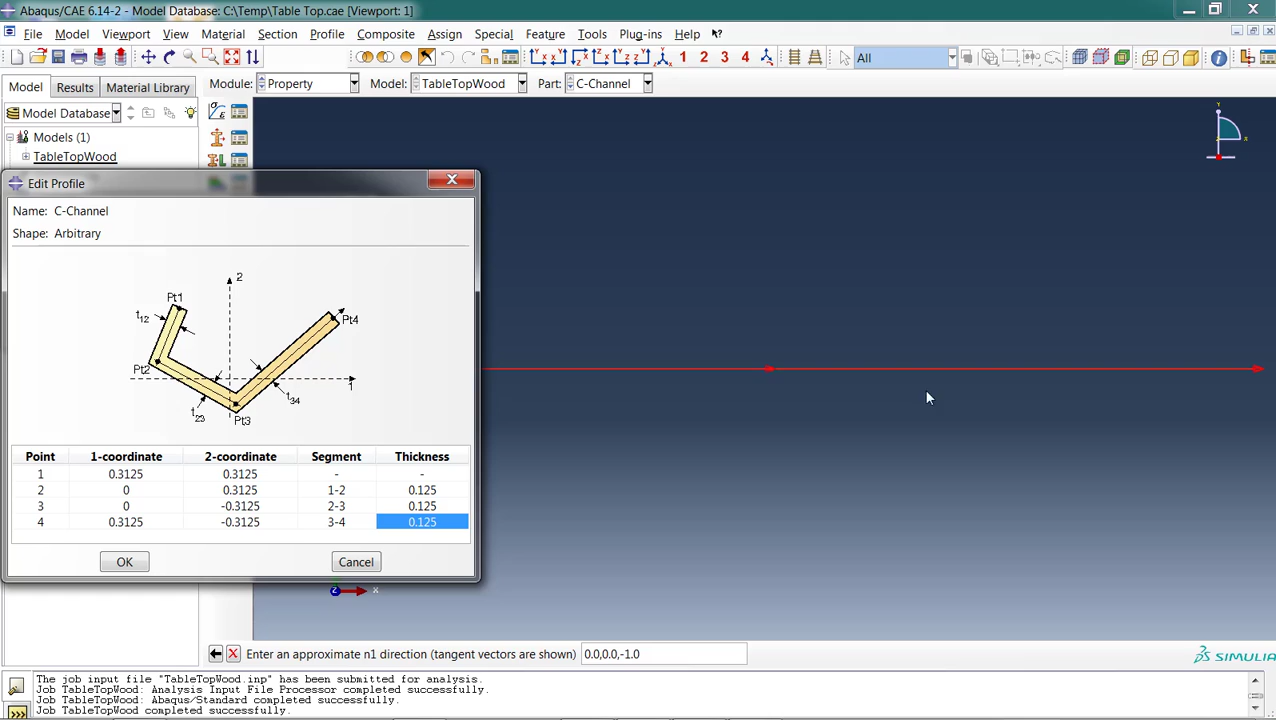 Abaqus/CAE 6.14-2 - Model Database: C:\Temp\Table Top.cae [Viewport: 1]
File Model Viewport View Material Section Profile Composite Assign Special Feature Tools Plug-ins Help
1 2 3 4 All
Model Results Material Library Module: Property Model: TableTopWood Part: C-Channel
Model Database
Models (1)
TableTopWood
Y
X
Edit Profile
Name: C-Channel
Shape: Arbitrary
2
Pt1
t12
Pt4
Pt2
1
t34
t23
Pt3
Point 1-coordinate 2-coordinate Segment Thickness
1 0.3125 0.3125 - -
2 0 0.3125 1-2 0.125
3 0 -0.3125 2-3 0.125
4 0.3125 -0.3125 3-4 0.125
OK Cancel
Z X
Enter an approximate n1 direction (tangent vectors are shown) 0.0,0.0,-1.0
SIMULIA
The job input file "TableTopWood.inp" has been submitted for analysis.
Job TableTopWood: Analysis Input File Processor completed successfully.
Job TableTopWood: Abaqus/Standard completed successfully.
Job TableTopWood completed successfully.
>>>